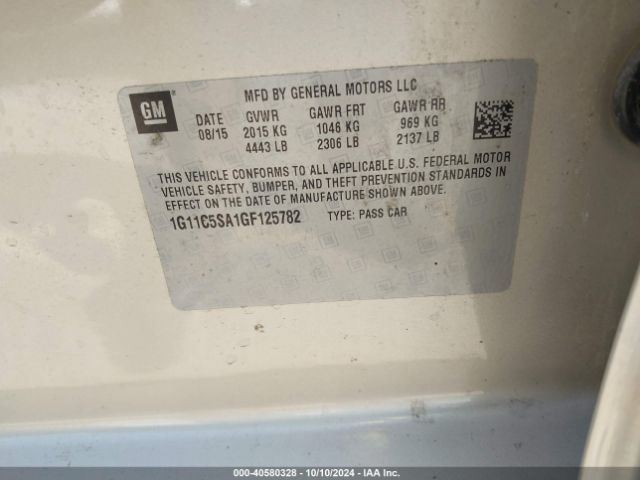 MFD BY GENERAL MOTORS LLC
GM
DATE GVWR GAWR FRT GAWR RR
08/15 2015 KG 1046 KG 969 KG
4443 LB 2306 LB 2137 LB
THIS VEHICLE CONFORMS TO ALL APPLICABLE U.S. FEDERAL MOTOR
VEHICLE SAFETY, BUMPER, AND THEFT PREVENTION STANDARDS IN
EFFECT ON THE DATE OF MANUFACTURE SHOWN ABOVE.
1G11C5SA1GF125782 TYPE: PASS CAR
000-40580328 - 10/10/2024 - IAA Inc.